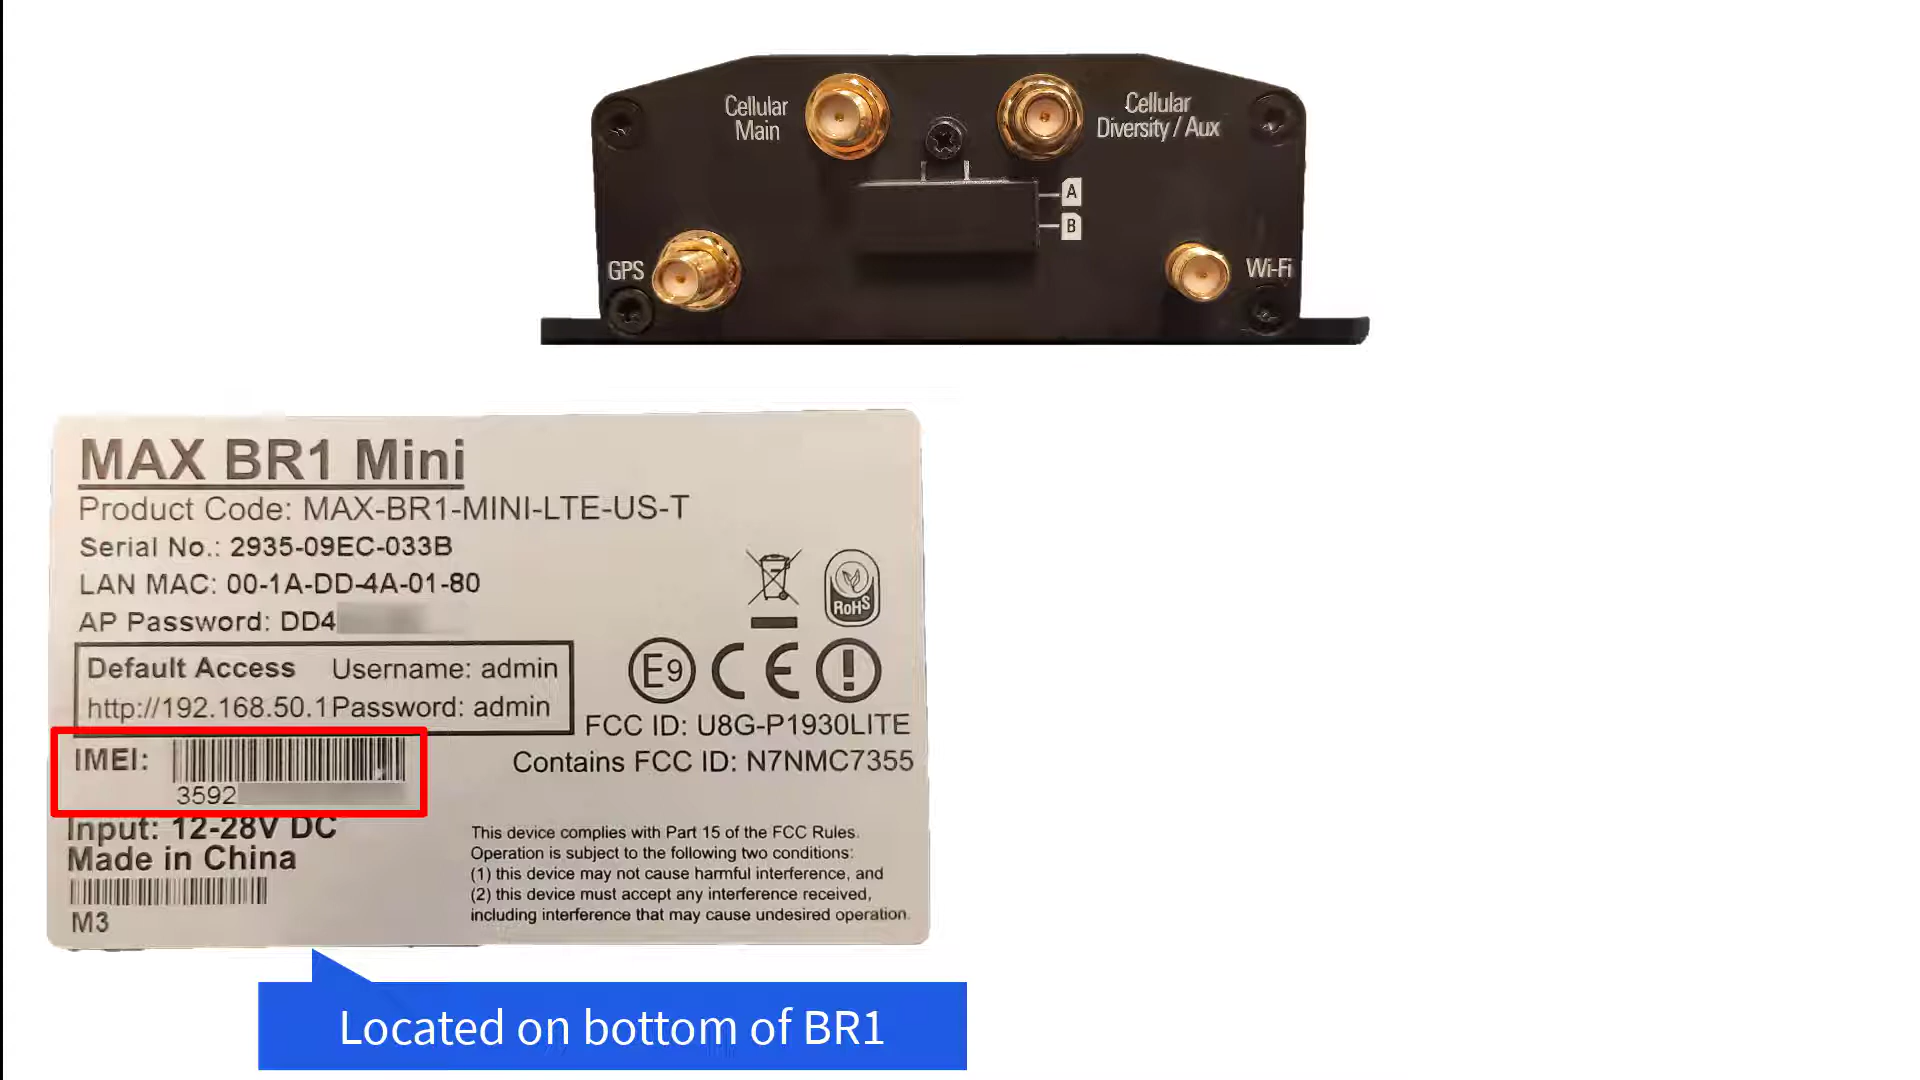 Cellular
Main
Cellular
Diversity / Aux
A
B
GPS
Wi-Fi
MAX BR1 Mini
Product Code: MAX-BR1-MINI-LTE-US-T
Serial No.: 2935-09EC-033B
LAN MAC: 00-1A-DD-4A-01-80
AP Password: DD4
RoHS
Default Access Username: admin
http://192.168.50.1 Password: admin
E9 CE
FCC ID: U8G-P1930LITE
IMEI:
Contains FCC ID: N7NMC7355
3592
Input: 12-28V DC
Made in China
M3
This device complies with Part 15 of the FCC Rules.
Operation is subject to the following two conditions:
(1) this device may not cause harmful interference, and
(2) this device must accept any interference received,
including interference that may cause undesired operation.
Located on bottom of BR1